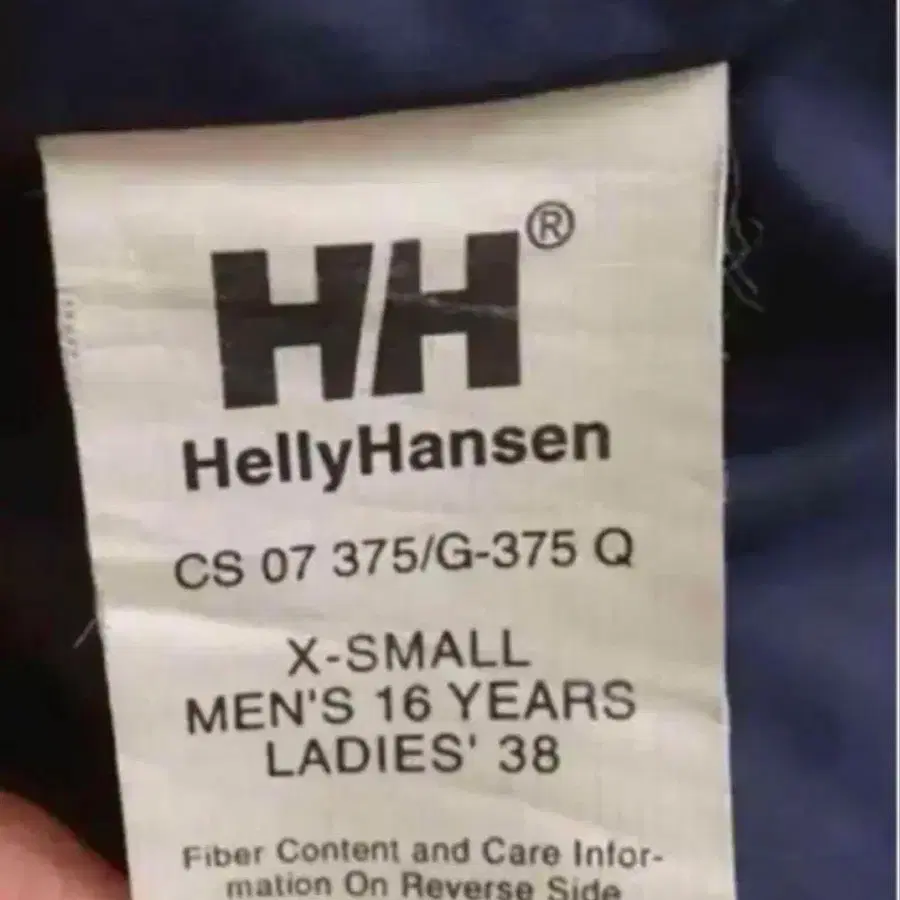 HH®
HellyHansen
CS 07 375/G-375 Q
X-SMALL
MEN'S 16 YEARS
LADIES' 38
Fiber Content and Care Infor-
mation On Reverse Side